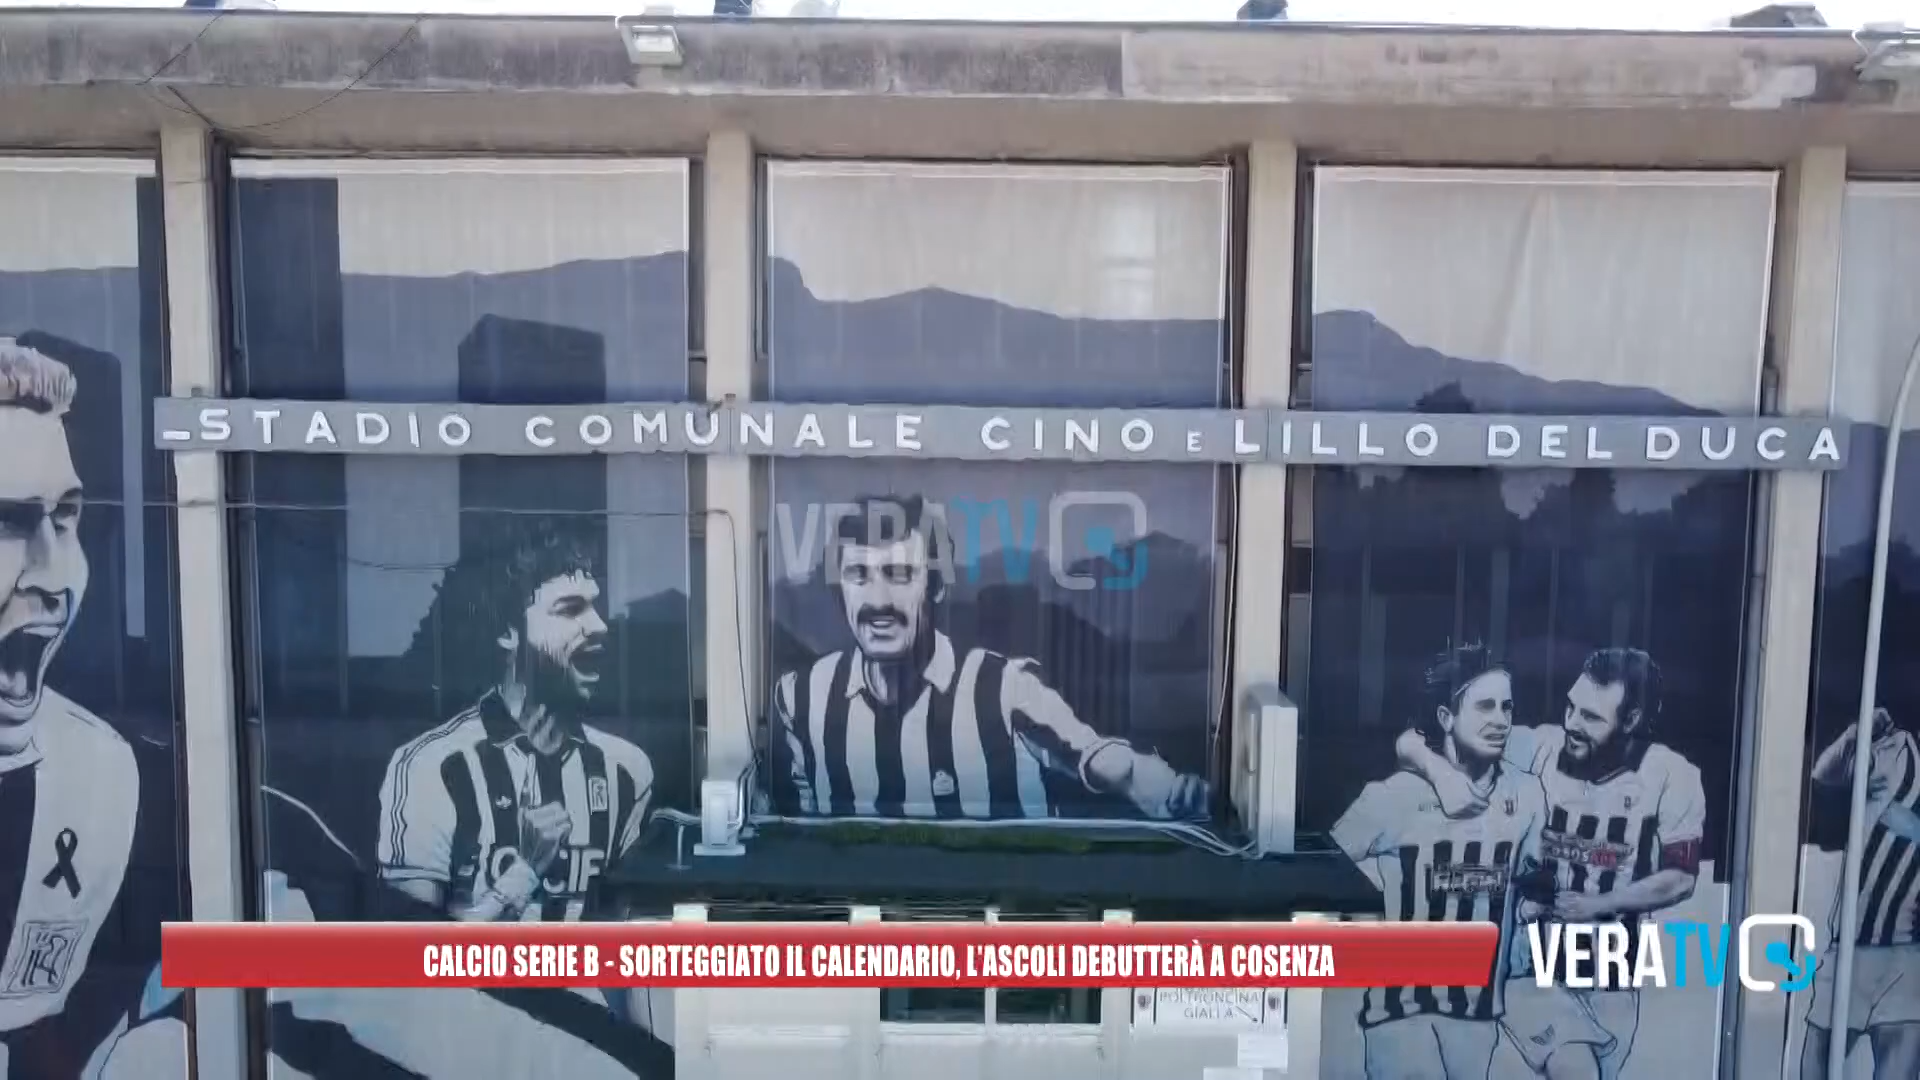 STADIO COMUNALE CINO E LILLO DEL DUCA
VERATV
CALCIO SERIE B - SORTEGGIATO IL CALENDARIO, L'ASCOLI DEBUTTERÀ A COSENZA
VERATV
POLTRONCINA
GIALLA